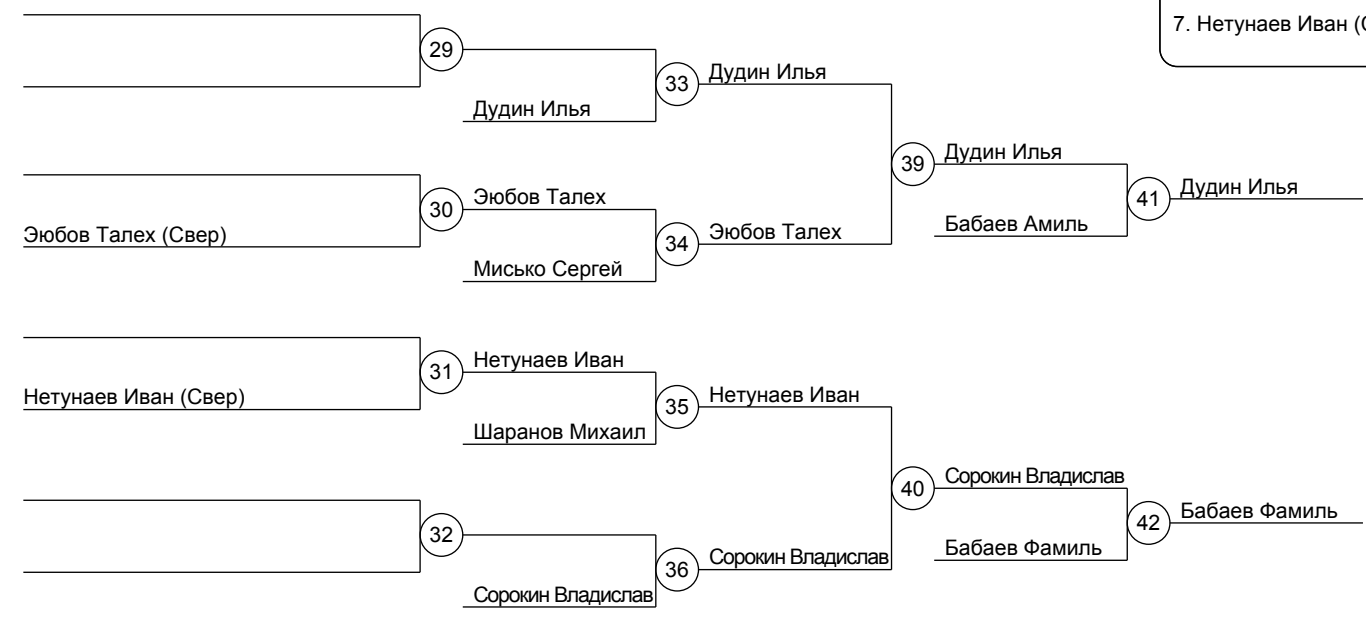 7. Нетунаев Иван (С
29
33
Дудин Илья
Дудин Илья
39
Дудин Илья
41
Дудин Илья
Бабаев Амиль
30
Эюбов Талех
Эюбов Талех (Свер)
34
Эюбов Талех
Мисько Сергей
31
Нетунаев Иван
Нетунаев Иван (Свер)
35
Нетунаев Иван
Шаранов Михаил
40
Сорокин Владислав
42
Бабаев Фамиль
Бабаев Фамиль
32
36
Сорокин Владислав
Сорокин Владислав